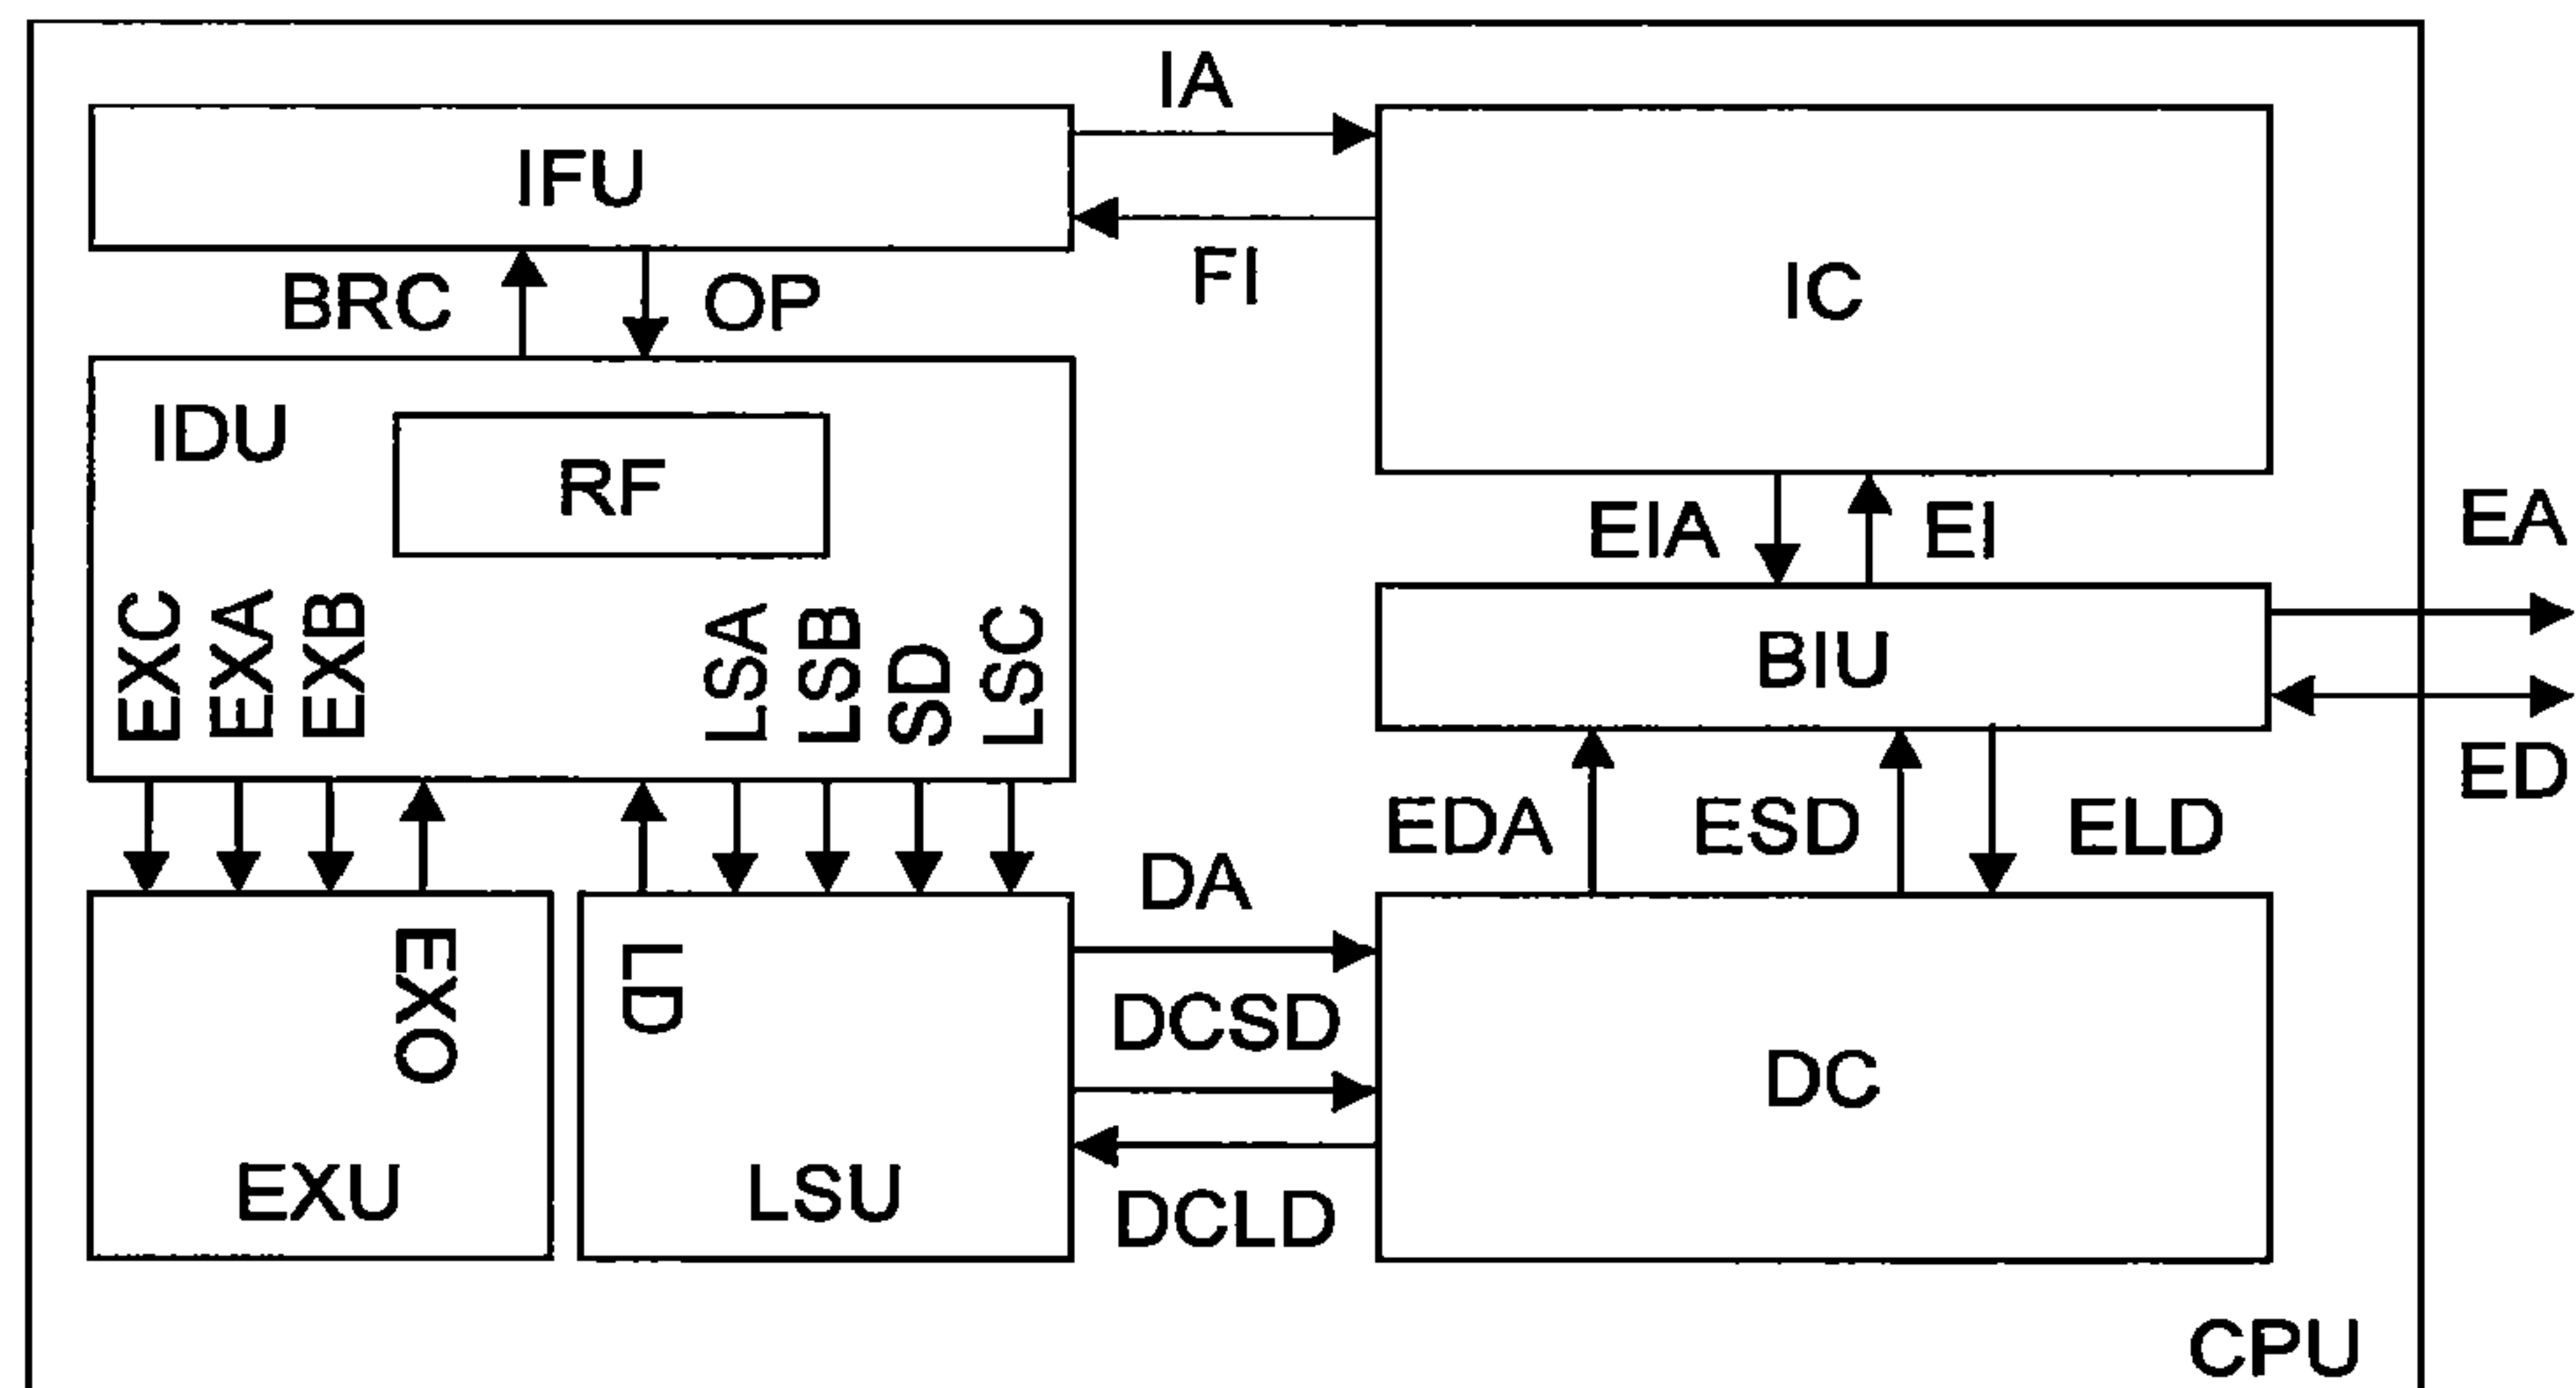 IA
IFU
FI
IC
BRC
OP
IDU
RF
EXC
EXA
EXB
LSA
LSB
SD
LSC
EIA
EI
EA
BIU
ED
EDA
ESD
ELD
DA
EXO
LD
DCSD
DC
EXU
LSU
DCLD
CPU